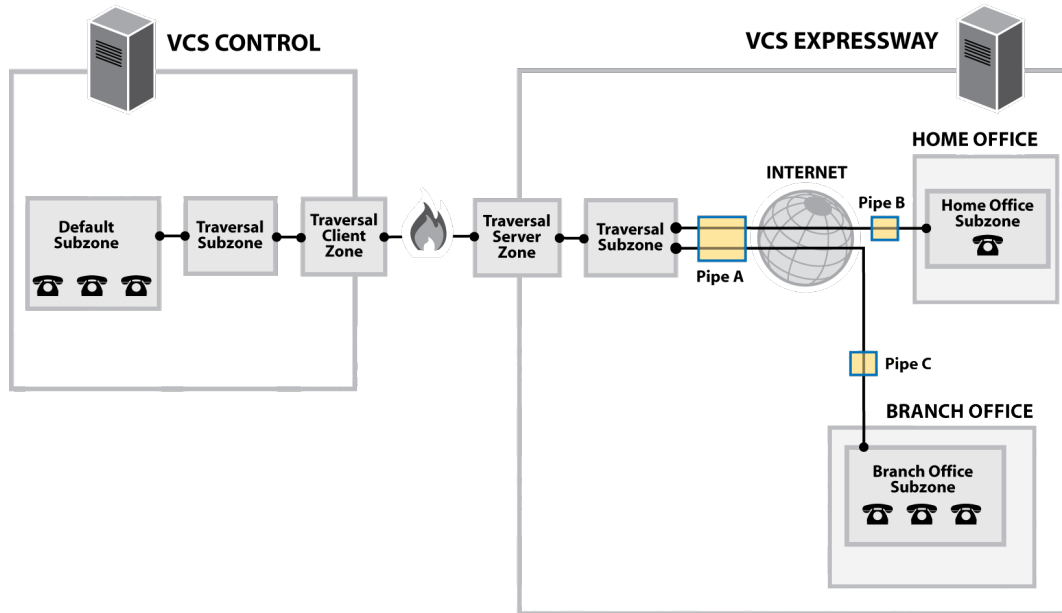 VCS CONTROL
VCS EXPRESSWAY
HOME OFFICE
INTERNET
Default
Subzone
Traversal
Subzone
Traversal
Client
Zone
Traversal
Server
Zone
Traversal
Subzone
Pipe A
Pipe B
Home Office
Subzone
Pipe C
BRANCH OFFICE
Branch Office
Subzone